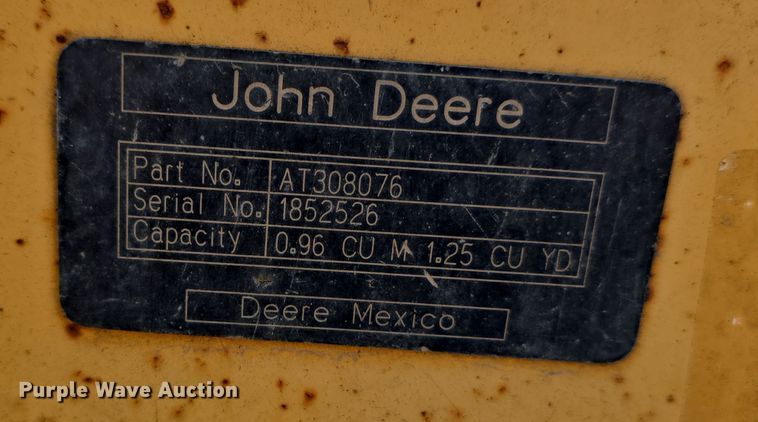 John Deere
Part No. AT308076
Serial No. 1852526
Capacity 0.96 CU M 1.25 CU YD
Deere Mexico
Purple Wave Auction